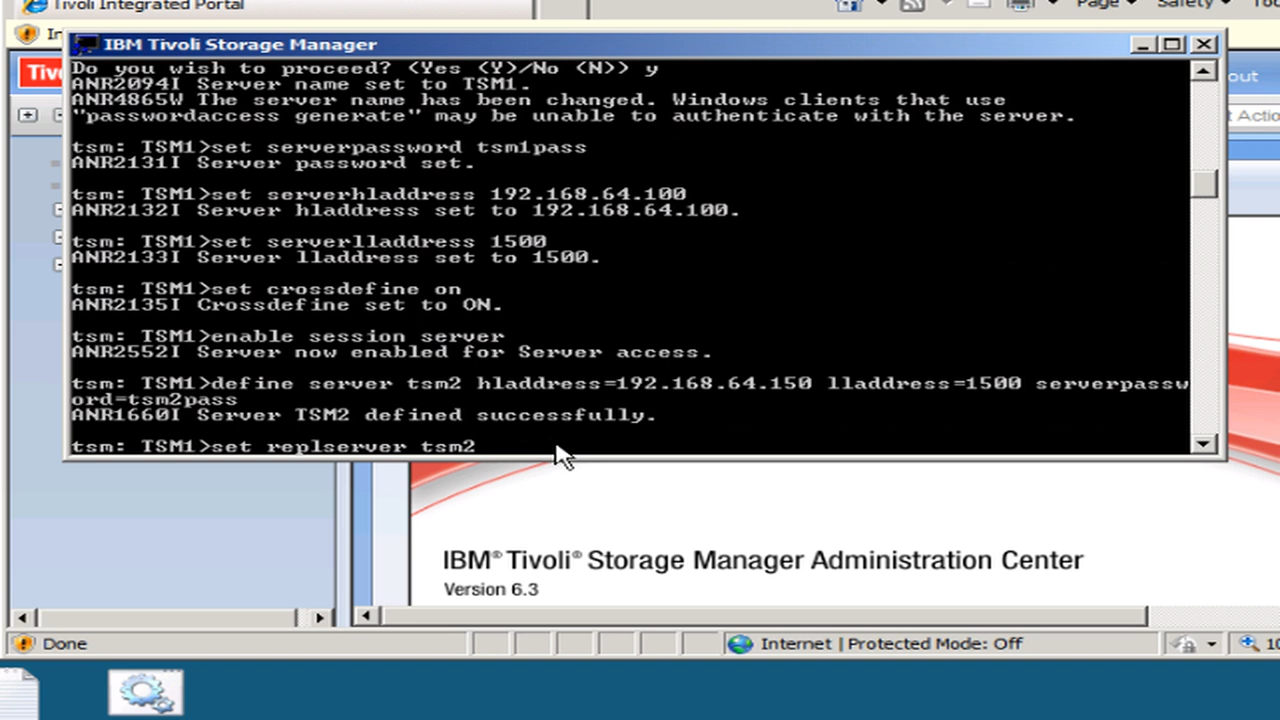 Tivoli Integrated Portal
Page
Safety
IBM Tivoli Storage Manager
Do you wish to proceed? (Yes (Y)/No (N)) y
ANR2094I Server name set to TSM1.
ANR4865W The server name has been changed. Windows clients that use
"passwordaccess generate" may be unable to authenticate with the server.
tsm: TSM1>set serverpassword tsm1pass
ANR2131I Server password set.
tsm: TSM1>set serverhladdress 192.168.64.100
ANR2132I Server hladdress set to 192.168.64.100.
tsm: TSM1>set serverlladdress 1500
ANR2133I Server lladdress set to 1500.
tsm: TSM1>set crossdefine on
ANR2135I Crossdefine set to ON.
tsm: TSM1>enable session server
ANR2552I Server now enabled for Server access.
tsm: TSM1>define server tsm2 hladdress=192.168.64.150 lladdress=1500 serverpassw
ord=tsm2pass
ANR1660I Server TSM2 defined successfully.
tsm: TSM1>set replserver tsm2
IBM® Tivoli® Storage Manager Administration Center
Version 6.3
Done
Internet | Protected Mode: Off